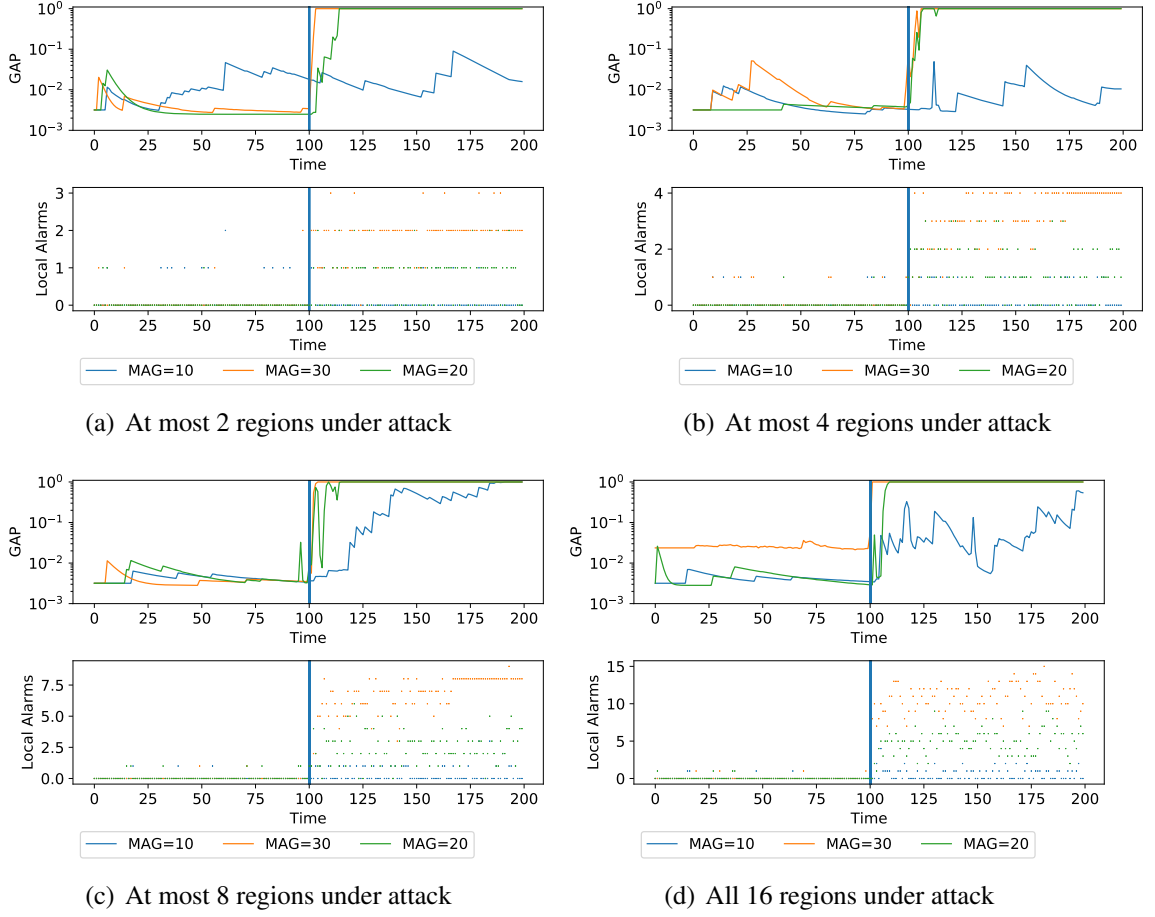 10⁰
10⁻¹
10⁻²
10⁻³
GAP
0 25 50 75 100 125 150 175 200
Time
3
2
1
0
Local Alarms
0 25 50 75 100 125 150 175 200
Time
MAG=10 MAG=30 MAG=20
(a) At most 2 regions under attack
10⁰
10⁻¹
10⁻²
10⁻³
GAP
0 25 50 75 100 125 150 175 200
Time
4
2
0
Local Alarms
0 25 50 75 100 125 150 175 200
Time
MAG=10 MAG=30 MAG=20
(b) At most 4 regions under attack
10⁰
10⁻¹
10⁻²
10⁻³
GAP
0 25 50 75 100 125 150 175 200
Time
7.5
5.0
2.5
0.0
Local Alarms
0 25 50 75 100 125 150 175 200
Time
MAG=10 MAG=30 MAG=20
(c) At most 8 regions under attack
10⁰
10⁻¹
10⁻²
10⁻³
GAP
0 25 50 75 100 125 150 175 200
Time
15
10
5
0
Local Alarms
0 25 50 75 100 125 150 175 200
Time
MAG=10 MAG=30 MAG=20
(d) All 16 regions under attack